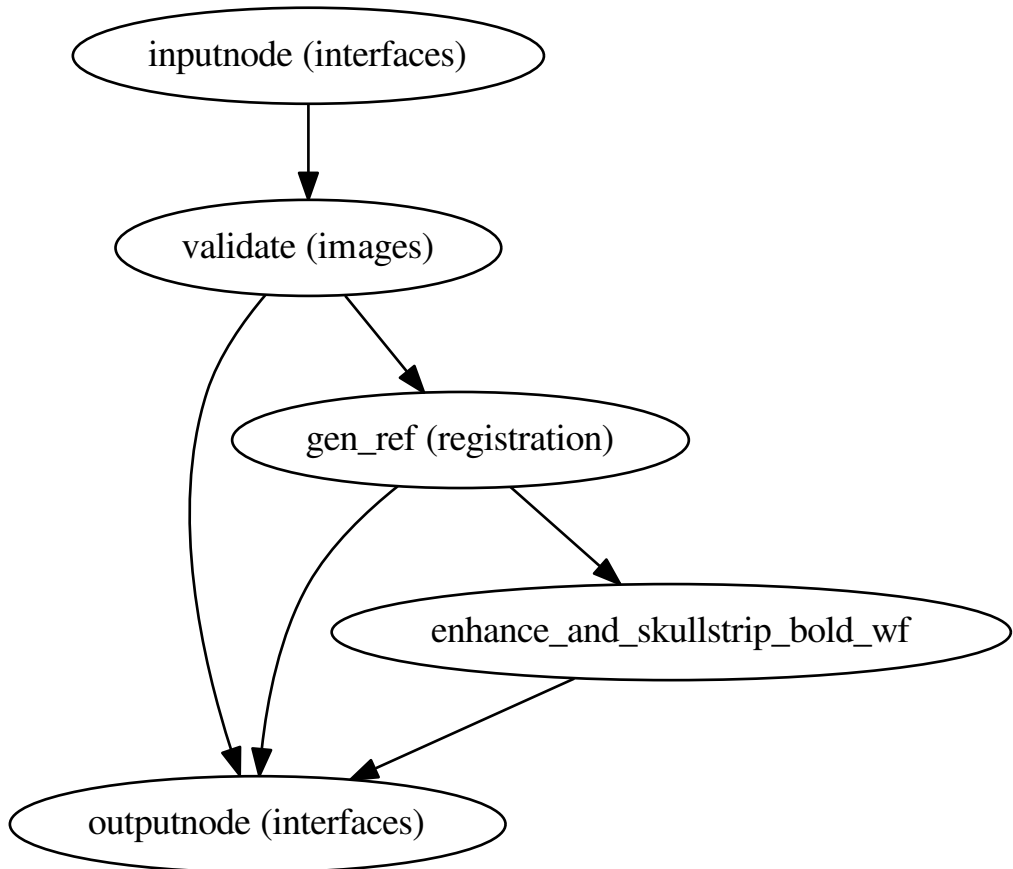 inputnode (interfaces)
validate (images)
gen_ref (registration)
enhance_and_skullstrip_bold_wf
outputnode (interfaces)